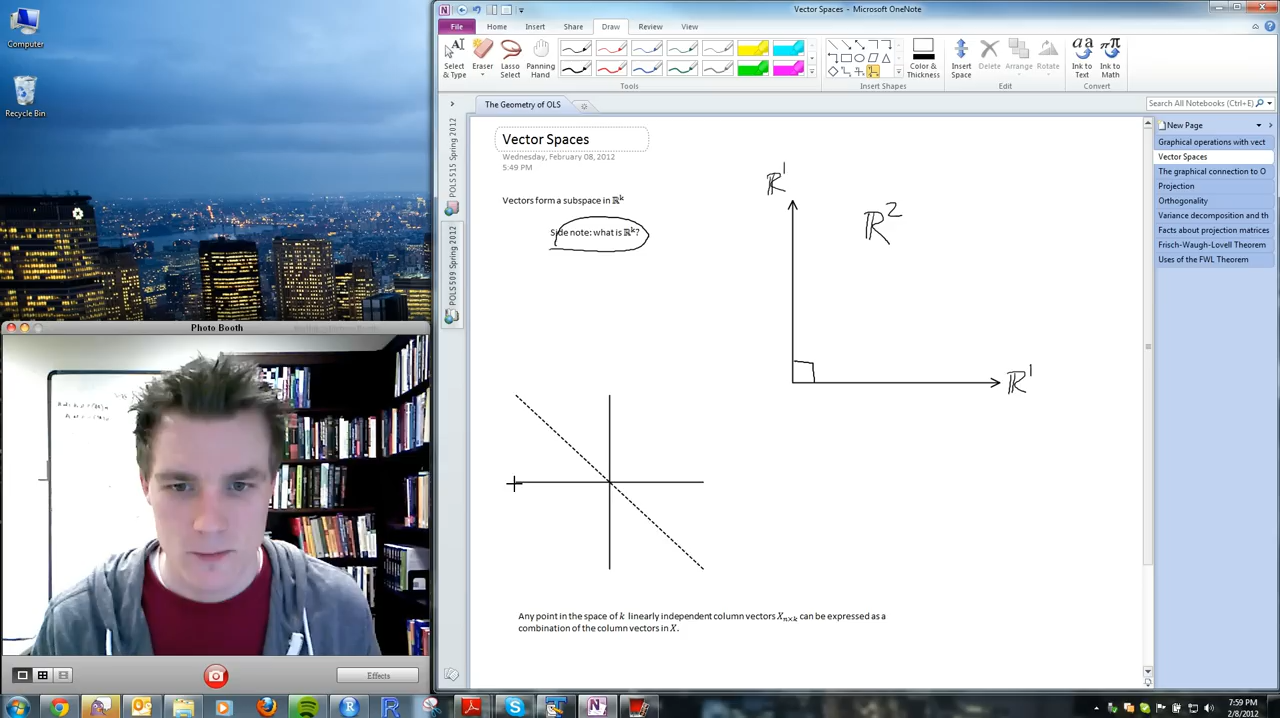 Computer
Recycle Bin
Photo Booth
Effects
Vector Spaces - Microsoft OneNote
File
Home
Insert
Share
Draw
Review
View
Select & Type
Eraser
Lasso Select
Panning Hand
Tools
Insert Shapes
Color & Thickness
Insert Space
Delete
Arrange
Rotate
Edit
Ink to Text
Ink to Math
Convert
The Geometry of OLS
Search All Notebooks (Ctrl+E)
POLS 515 Spring 2012
POLS 509 Spring 2012
Vector Spaces
Wednesday, February 08, 2012
5:49 PM
Vectors form a subspace in ℝᵏ
Side note: what is ℝᵏ?
ℝ¹
ℝ²
ℝ¹
Any point in the space of k linearly independent column vectors Xₙₓₖ can be expressed as a
combination of the column vectors in X.
New Page
Graphical operations with vect
Vector Spaces
The graphical connection to O
Projection
Orthogonality
Variance decomposition and th
Facts about projection matrices
Frisch-Waugh-Lovell Theorem
Uses of the FWL Theorem
7:59 PM
2/8/2012